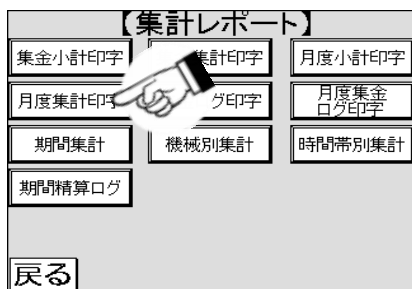 【集計レポート】
集金小計印字
集計印字
月度小計印字
月度集計印字
グ印字
月度集金
ログ印字
期間集計
機械別集計
時間帯別集計
期間精算ログ
戻る